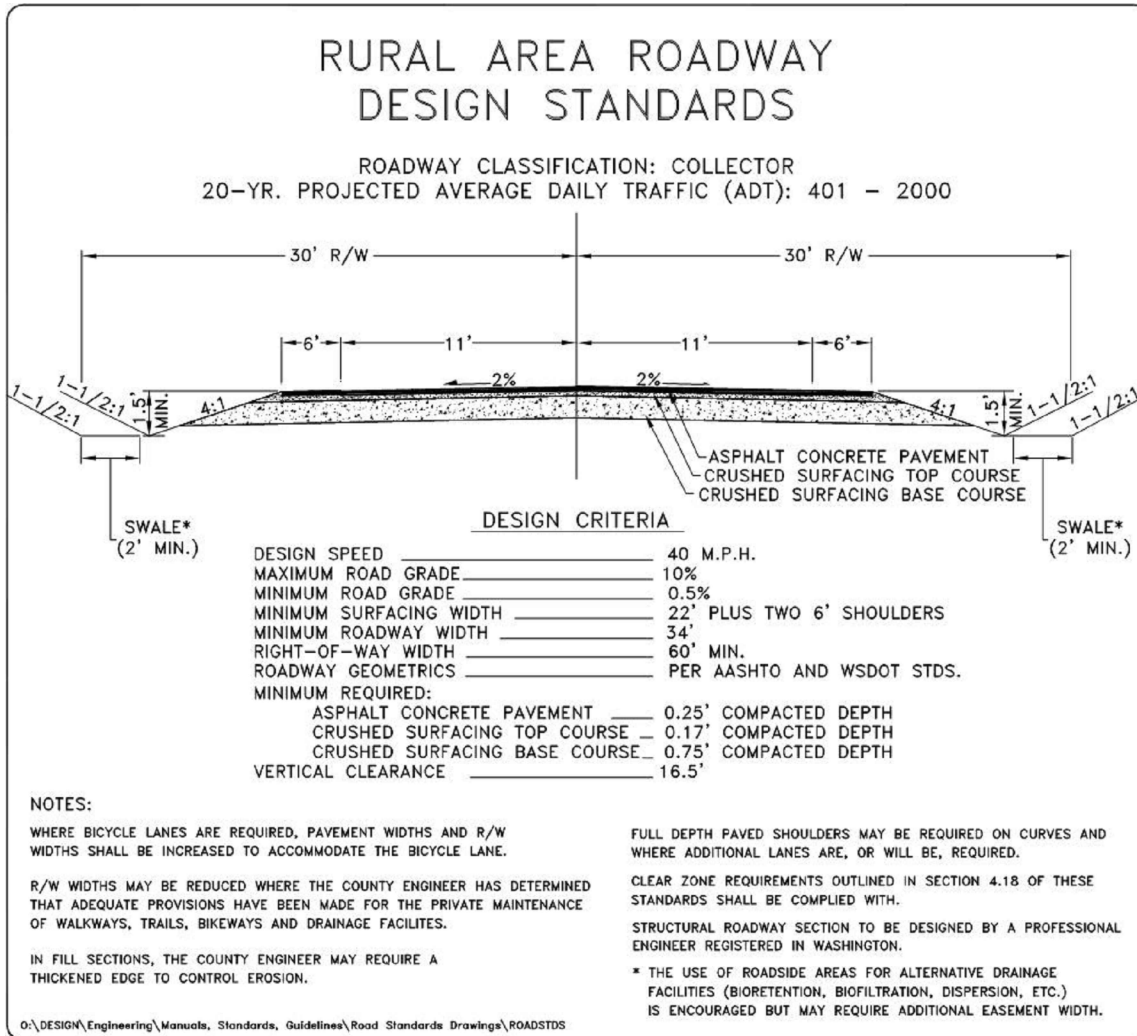 RURAL AREA ROADWAY
DESIGN STANDARDS
ROADWAY CLASSIFICATION: COLLECTOR
20-YR. PROJECTED AVERAGE DAILY TRAFFIC (ADT): 401 - 2000
30' R/W 30' R/W
6' 11' 11' 6'
2% 2%
1-1/2:1 1-1/2:1 1.5' MIN. 4:1 4:1 1.5' MIN. 1-1/2:1 1-1/2:1
ASPHALT CONCRETE PAVEMENT
CRUSHED SURFACING TOP COURSE
CRUSHED SURFACING BASE COURSE
SWALE*
(2' MIN.)
SWALE*
(2' MIN.)
DESIGN CRITERIA
DESIGN SPEED 40 M.P.H.
MAXIMUM ROAD GRADE 10%
MINIMUM ROAD GRADE 0.5%
MINIMUM SURFACING WIDTH 22' PLUS TWO 6' SHOULDERS
MINIMUM ROADWAY WIDTH 34'
RIGHT-OF-WAY WIDTH 60' MIN.
ROADWAY GEOMETRICS PER AASHTO AND WSDOT STDS.
MINIMUM REQUIRED:
ASPHALT CONCRETE PAVEMENT 0.25' COMPACTED DEPTH
CRUSHED SURFACING TOP COURSE 0.17' COMPACTED DEPTH
CRUSHED SURFACING BASE COURSE 0.75' COMPACTED DEPTH
VERTICAL CLEARANCE 16.5'
NOTES:
WHERE BICYCLE LANES ARE REQUIRED, PAVEMENT WIDTHS AND R/W
WIDTHS SHALL BE INCREASED TO ACCOMMODATE THE BICYCLE LANE.
R/W WIDTHS MAY BE REDUCED WHERE THE COUNTY ENGINEER HAS DETERMINED
THAT ADEQUATE PROVISIONS HAVE BEEN MADE FOR THE PRIVATE MAINTENANCE
OF WALKWAYS, TRAILS, BIKEWAYS AND DRAINAGE FACILITES.
IN FILL SECTIONS, THE COUNTY ENGINEER MAY REQUIRE A
THICKENED EDGE TO CONTROL EROSION.
FULL DEPTH PAVED SHOULDERS MAY BE REQUIRED ON CURVES AND
WHERE ADDITIONAL LANES ARE, OR WILL BE, REQUIRED.
CLEAR ZONE REQUIREMENTS OUTLINED IN SECTION 4.18 OF THESE
STANDARDS SHALL BE COMPLIED WITH.
STRUCTURAL ROADWAY SECTION TO BE DESIGNED BY A PROFESSIONAL
ENGINEER REGISTERED IN WASHINGTON.
* THE USE OF ROADSIDE AREAS FOR ALTERNATIVE DRAINAGE
FACILITIES (BIORETENTION, BIOFILTRATION, DISPERSION, ETC.)
IS ENCOURAGED BUT MAY REQUIRE ADDITIONAL EASEMENT WIDTH.
O:\DESIGN\Engineering\Manuals, Standards, Guidelines\Road Standards Drawings\ROADSTDS